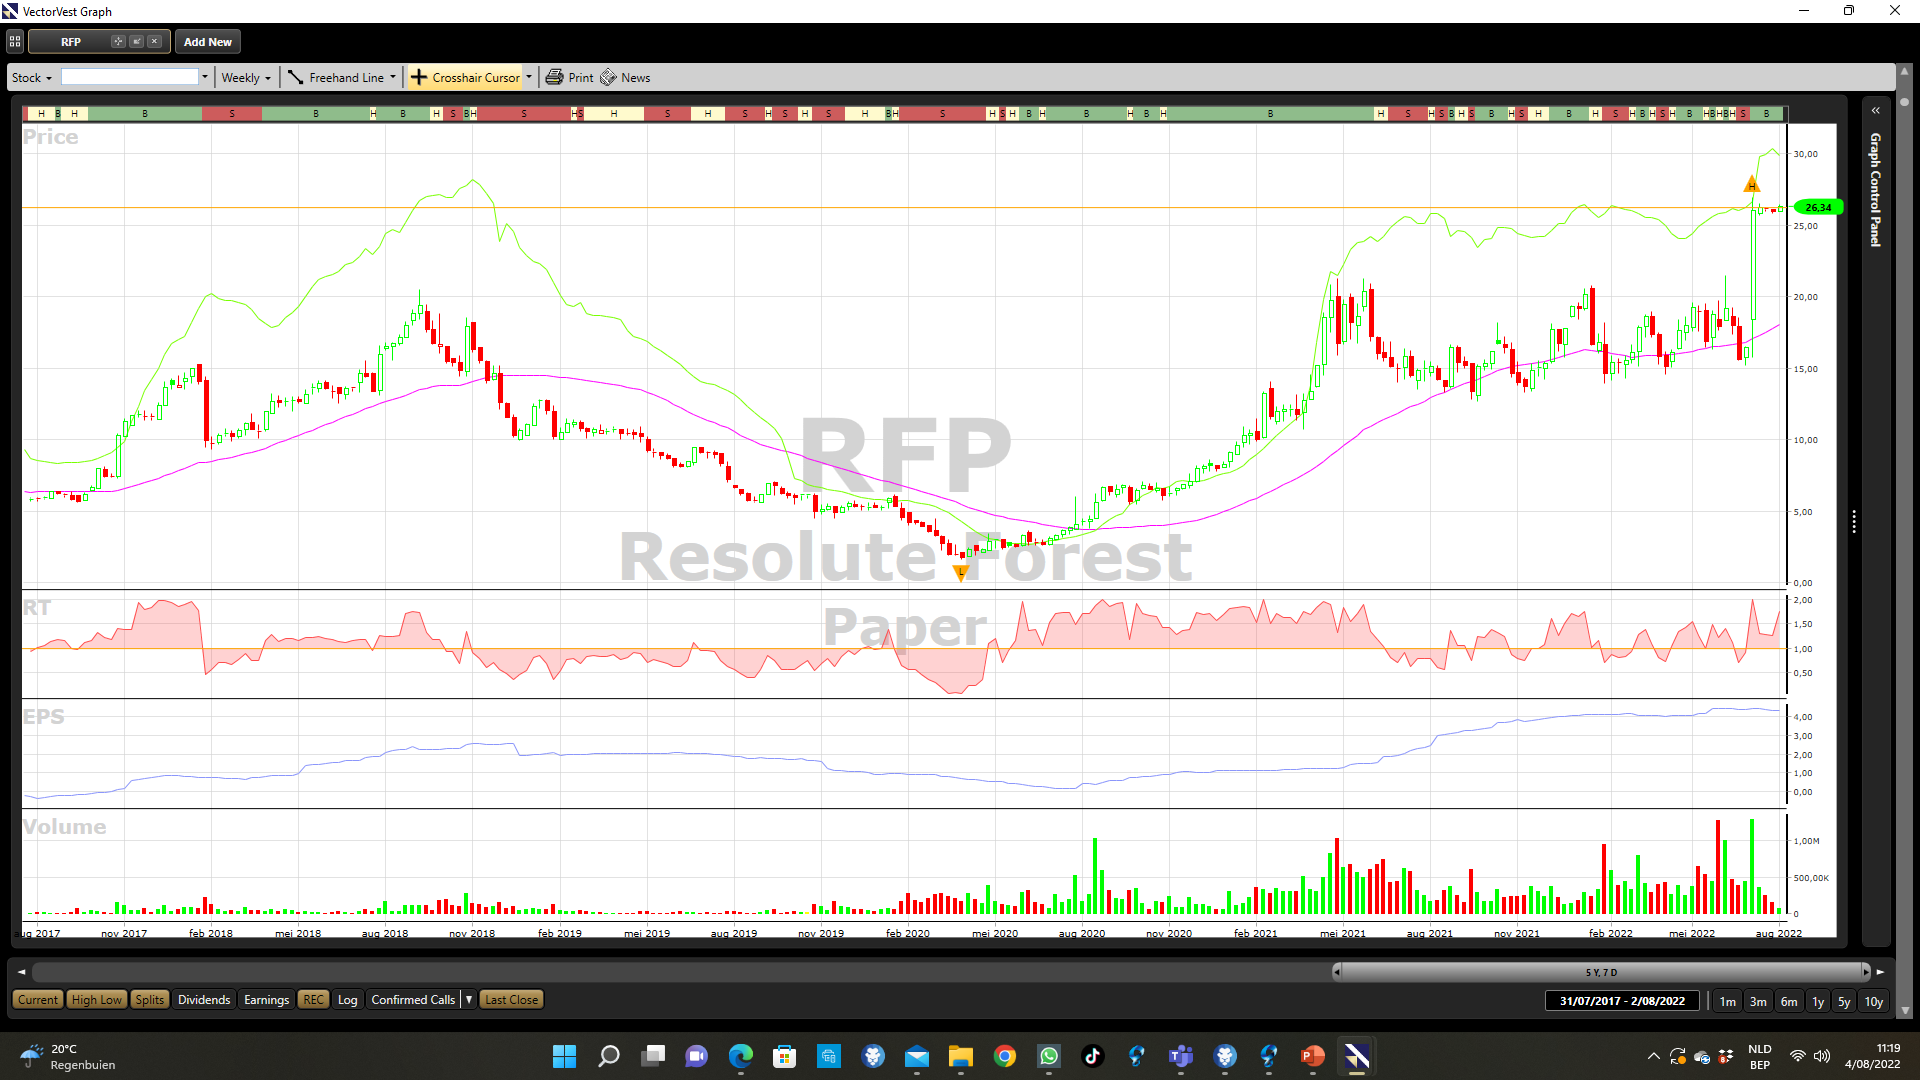 VectorVest Graph
RFP
Add New
Stock
Weekly
Freehand Line
Crosshair Cursor
Print
News
H B H B S B H B H S B H S H S H S H S H S H S H B H S H S H B H B H B H B H S H S B H S B H S H B H S H B H S H B H B H B H S B
Price
30,00
26,34
25,00
20,00
15,00
10,00
5,00
0,00
H
L
RFP
Resolute Forest
Paper
RT
2,00
1,50
1,00
0,50
EPS
4,00
3,00
2,00
1,00
0,00
Volume
1,00M
500,00K
0
aug 2017 nov 2017 feb 2018 mei 2018 aug 2018 nov 2018 feb 2019 mei 2019 aug 2019 nov 2019 feb 2020 mei 2020 aug 2020 nov 2020 feb 2021 mei 2021 aug 2021 nov 2021 feb 2022 mei 2022 aug 2022
Graph Control Panel
5 Y, 7 D
Current High Low Splits Dividends Earnings REC Log Confirmed Calls Last Close
31/07/2017 - 2/08/2022
1m 3m 6m 1y 5y 10y
20°C
Regenbuien
NLD
BEP
11:19
4/08/2022